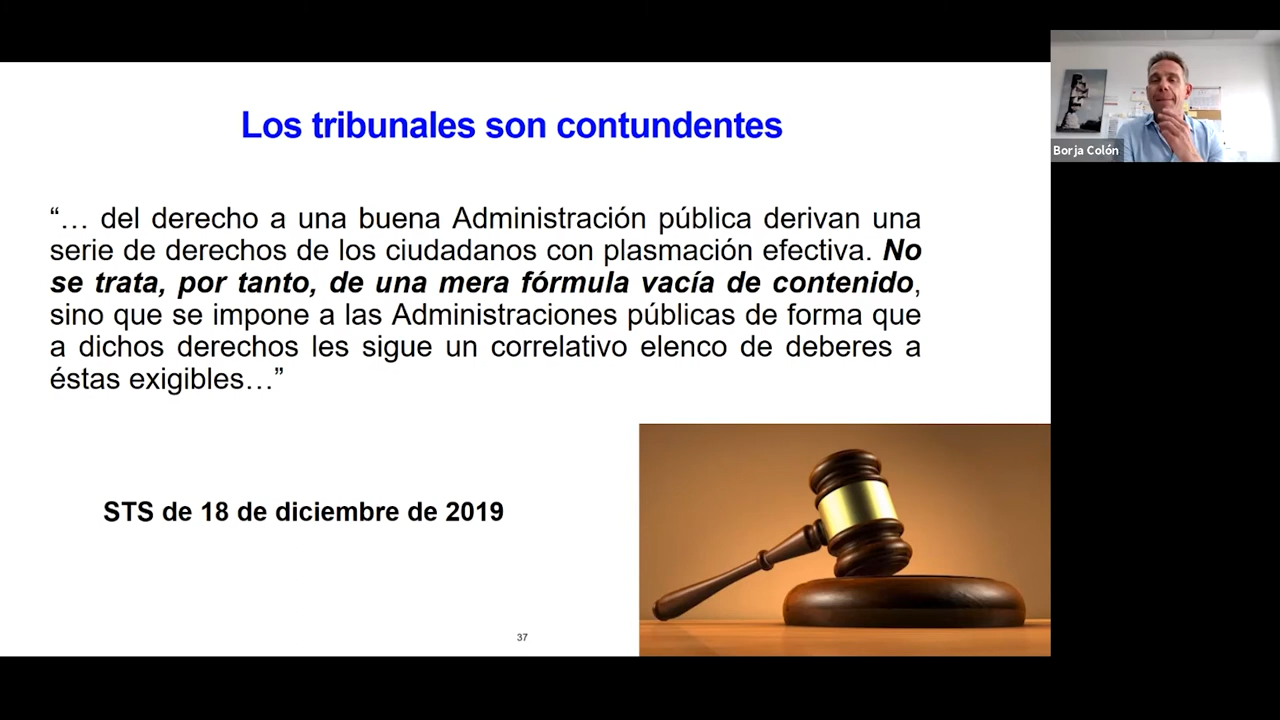 Los tribunales son contundentes
“… del derecho a una buena Administración pública derivan una
serie de derechos de los ciudadanos con plasmación efectiva. No
se trata, por tanto, de una mera fórmula vacía de contenido,
sino que se impone a las Administraciones públicas de forma que
a dichos derechos les sigue un correlativo elenco de deberes a
éstas exigibles…”
STS de 18 de diciembre de 2019
37
Borja Colón